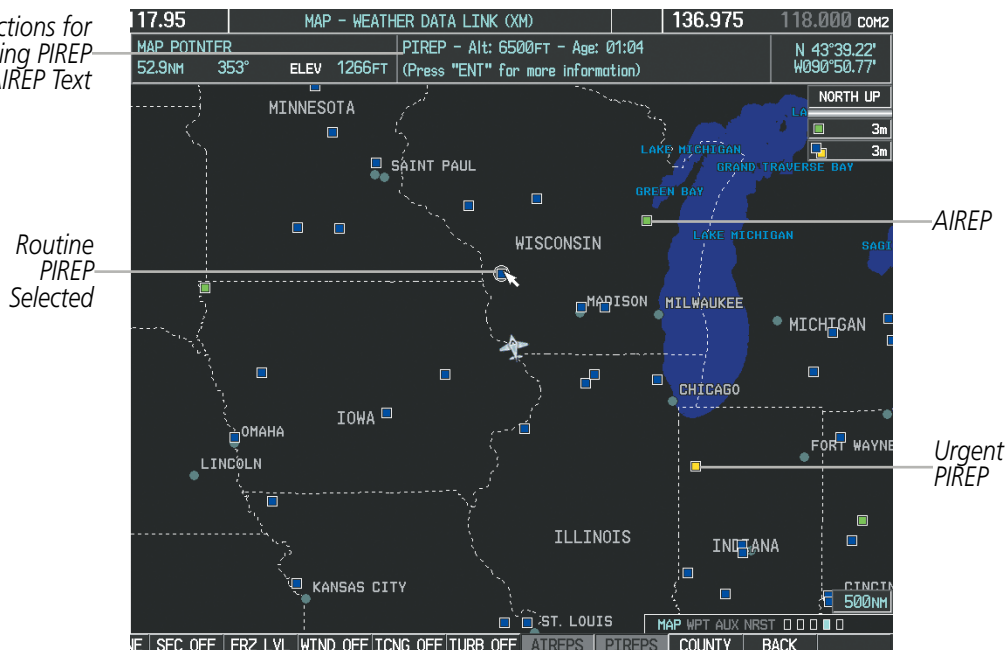 ctions for
ing PIREP
AIREP Text
17.95 MAP – WEATHER DATA LINK (XM) 136.975 118.000 COM2
MAP POINTER
52.9NM 353° ELEV 1266FT
PIREP – Alt: 6500FT – Age: 01:04
(Press "ENT" for more information)
N 43°39.22'
W090°50.77'
NORTH UP
3m
3m
MINNESOTA
LA
LAKE MICHIGAN
GRAND TRAVERSE BAY
SAINT PAUL
GREEN BAY
AIREP
Routine
PIREP
Selected
WISCONSIN
LAKE MICHIGAN
SAGI
MADISON
MILWAUKEE
MICHIGAN
CHICAGO
IOWA
OMAHA
FORT WAYNE
LINCOLN
Urgent
PIREP
ILLINOIS
INDIANA
KANSAS CITY
CINCIN
500NM
ST. LOUIS
MAP WPT AUX NRST
SEC OFF FRZ LVL WIND OFF ICNG OFF TURB OFF AIREPS PIREPS COUNTY BACK